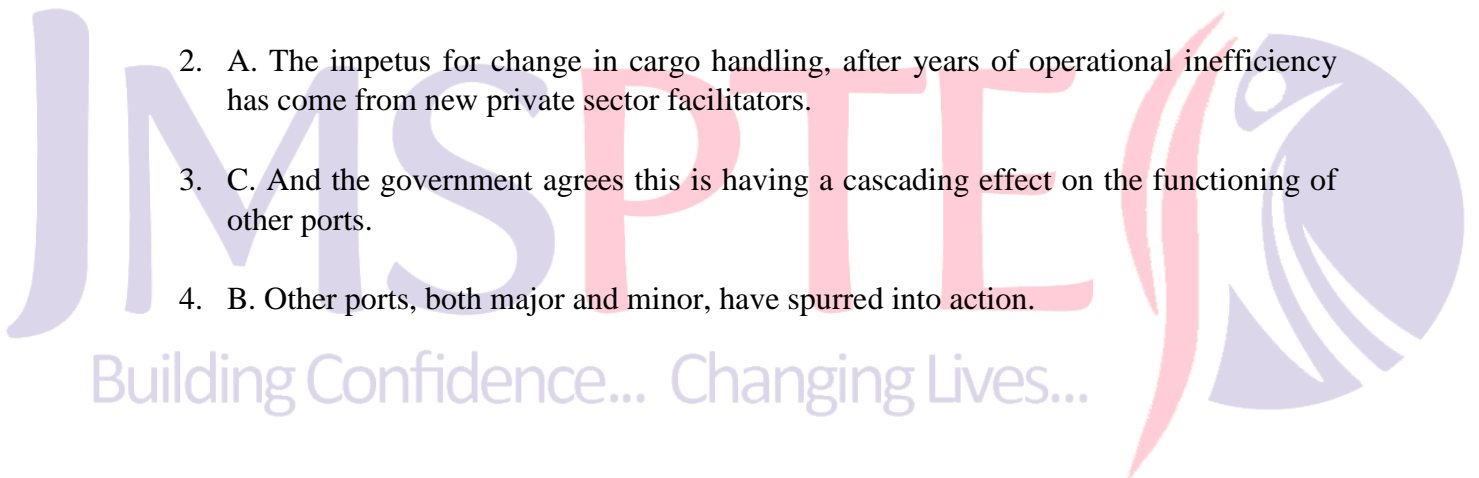 2. A. The impetus for change in cargo handling, after years of operational inefficiency
has come from new private sector facilitators.
3. C. And the government agrees this is having a cascading effect on the functioning of
other ports.
4. B. Other ports, both major and minor, have spurred into action.
JMSPTE
Building Confidence... Changing Lives...